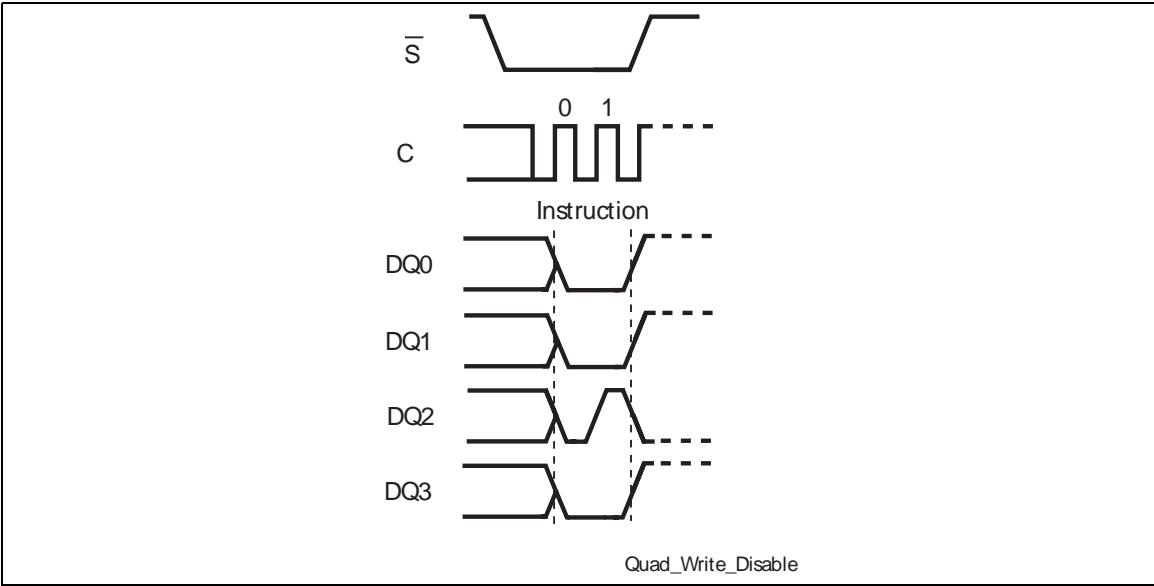 S̅
0 1
C
Instruction
DQ0
DQ1
DQ2
DQ3
Quad_Write_Disable